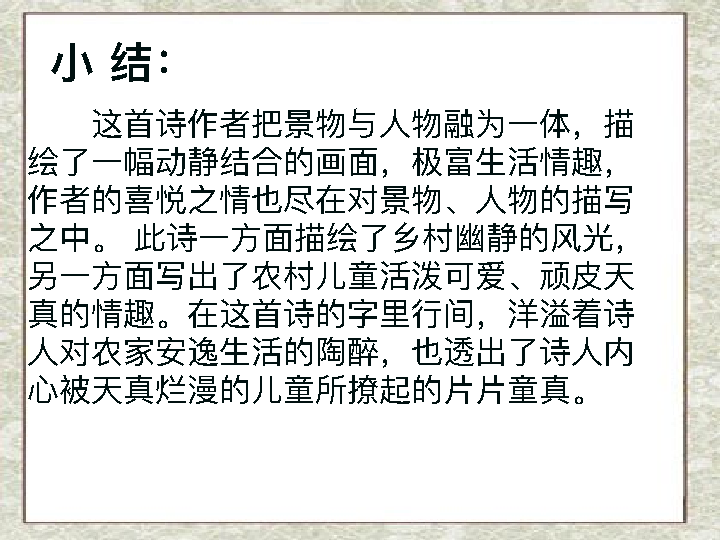 小 结：
这首诗作者把景物与人物融为一体，描
绘了一幅动静结合的画面，极富生活情趣，
作者的喜悦之情也尽在对景物、人物的描写
之中。 此诗一方面描绘了乡村幽静的风光，
另一方面写出了农村儿童活泼可爱、顽皮天
真的情趣。在这首诗的字里行间，洋溢着诗
人对农家安逸生活的陶醉，也透出了诗人内
心被天真烂漫的儿童所撩起的片片童真。